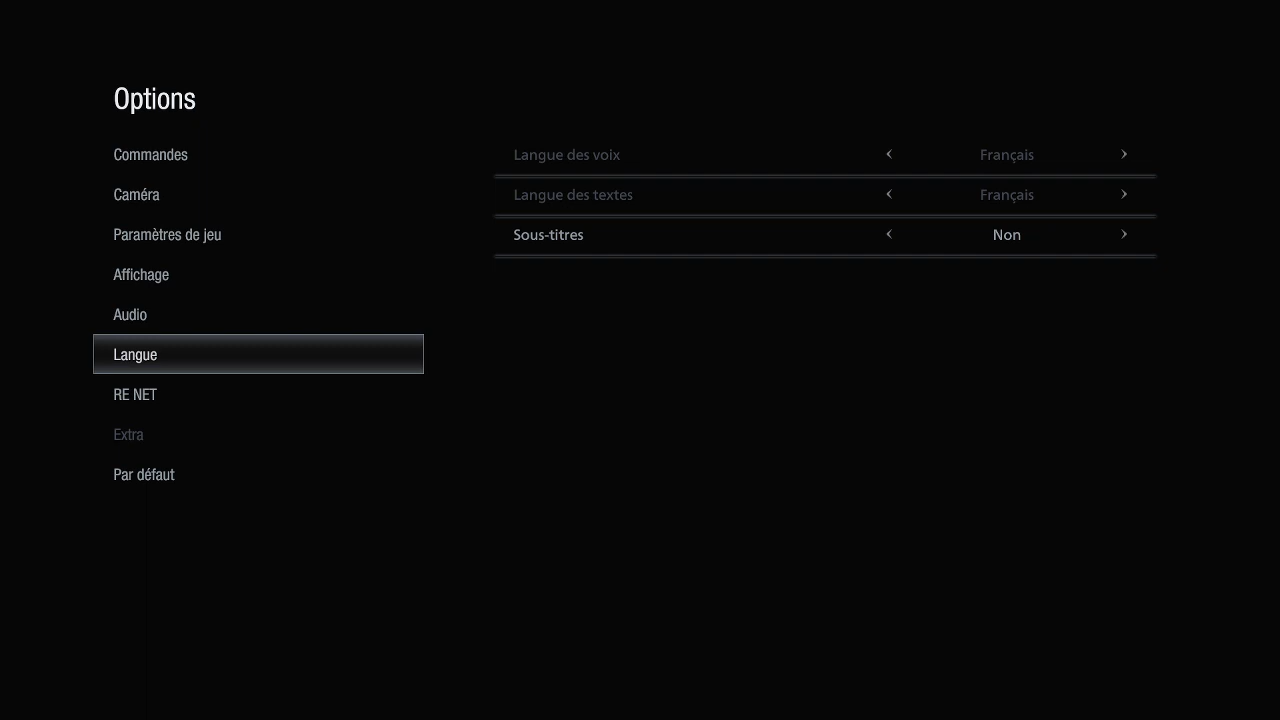 Options
Commandes
Caméra
Paramètres de jeu
Affichage
Audio
Langue
RE NET
Extra
Par défaut
Langue des voix < Français >
Langue des textes < Français >
Sous-titres < Non >